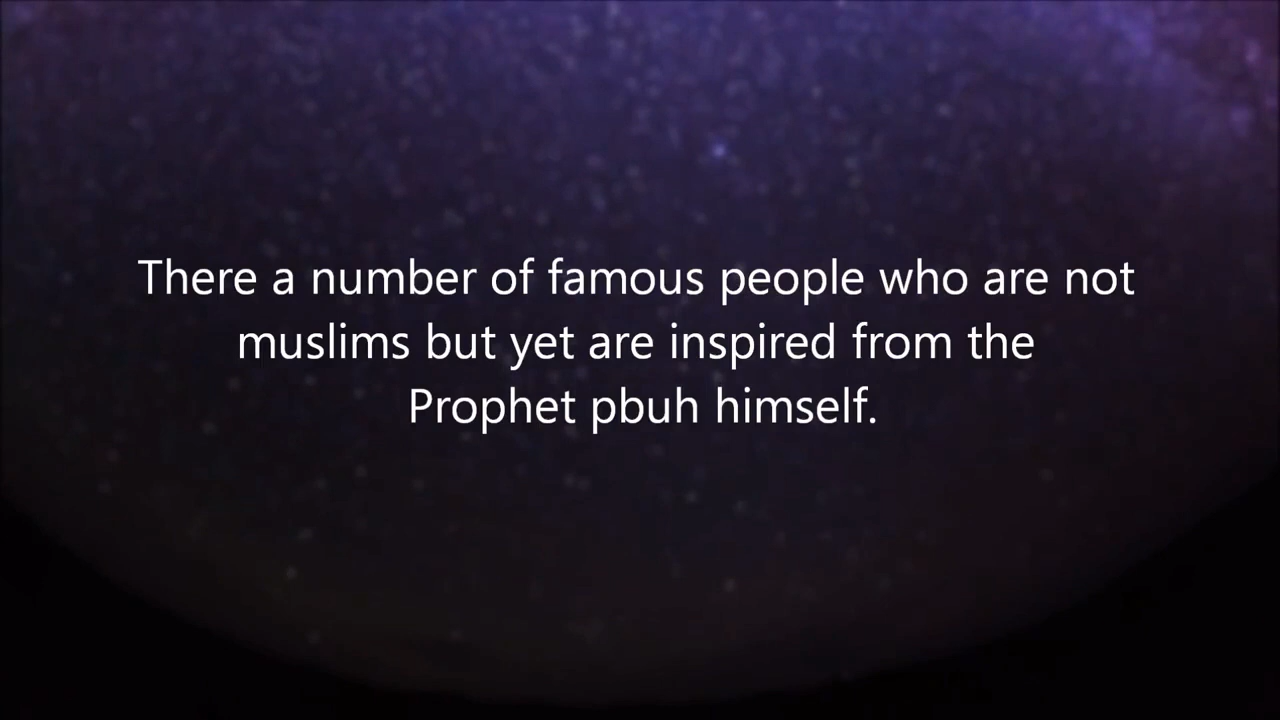 There a number of famous people who are not
muslims but yet are inspired from the
Prophet pbuh himself.